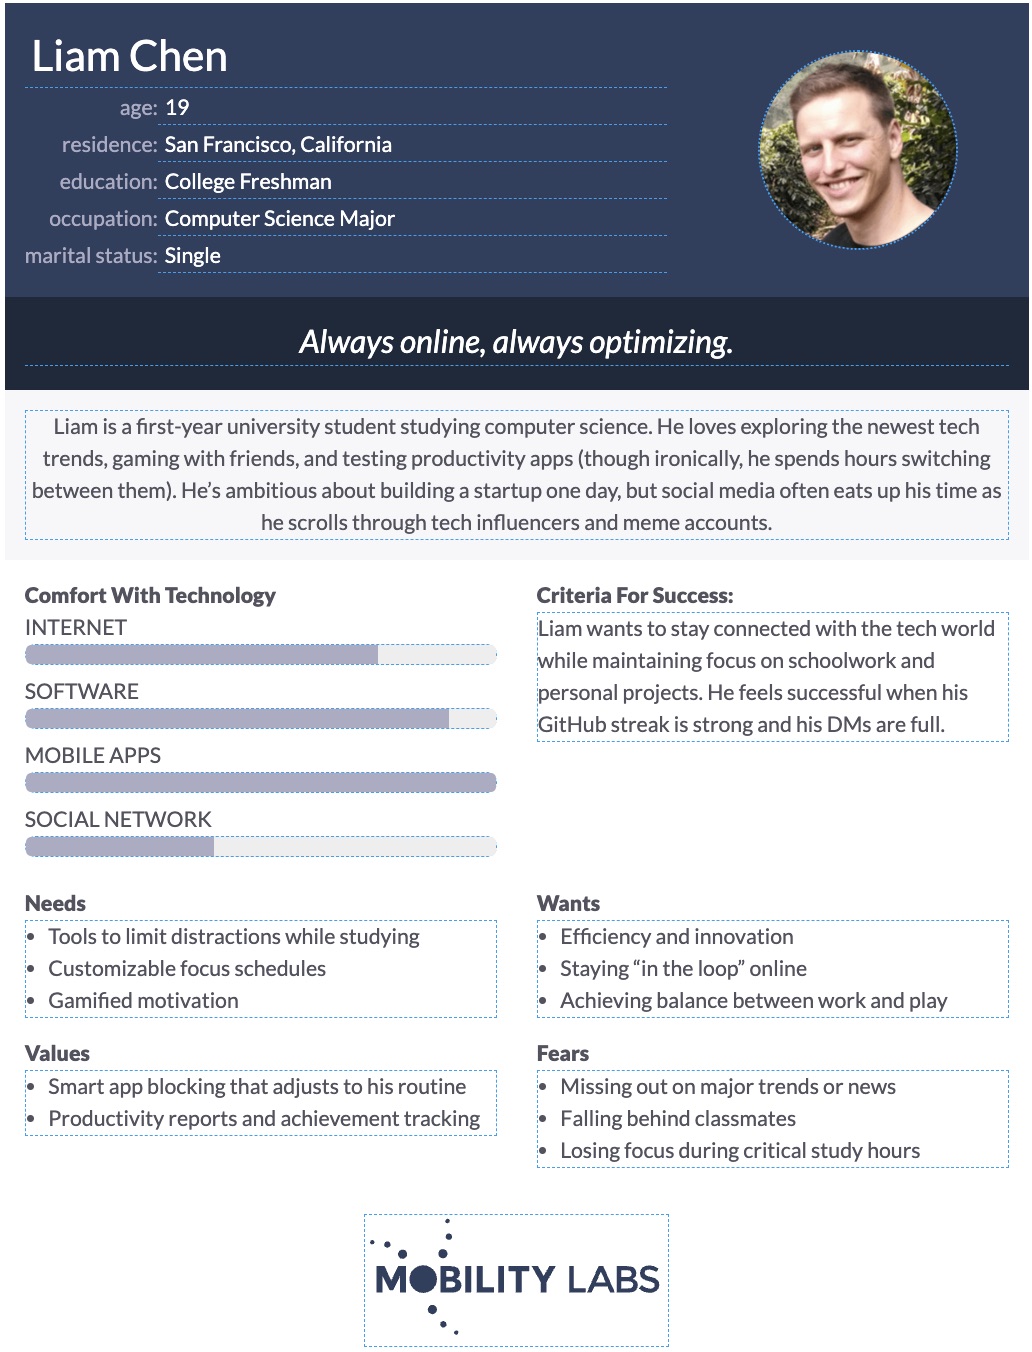 Liam Chen
age: 19
residence: San Francisco, California
education: College Freshman
occupation: Computer Science Major
marital status: Single
Always online, always optimizing.
Liam is a first-year university student studying computer science. He loves exploring the newest tech
trends, gaming with friends, and testing productivity apps (though ironically, he spends hours switching
between them). He’s ambitious about building a startup one day, but social media often eats up his time as
he scrolls through tech influencers and meme accounts.
Comfort With Technology
INTERNET
SOFTWARE
MOBILE APPS
SOCIAL NETWORK
Criteria For Success:
Liam wants to stay connected with the tech world
while maintaining focus on schoolwork and
personal projects. He feels successful when his
GitHub streak is strong and his DMs are full.
Needs
• Tools to limit distractions while studying
• Customizable focus schedules
• Gamified motivation
Wants
• Efficiency and innovation
• Staying “in the loop” online
• Achieving balance between work and play
Values
• Smart app blocking that adjusts to his routine
• Productivity reports and achievement tracking
Fears
• Missing out on major trends or news
• Falling behind classmates
• Losing focus during critical study hours
MOBILITY LABS